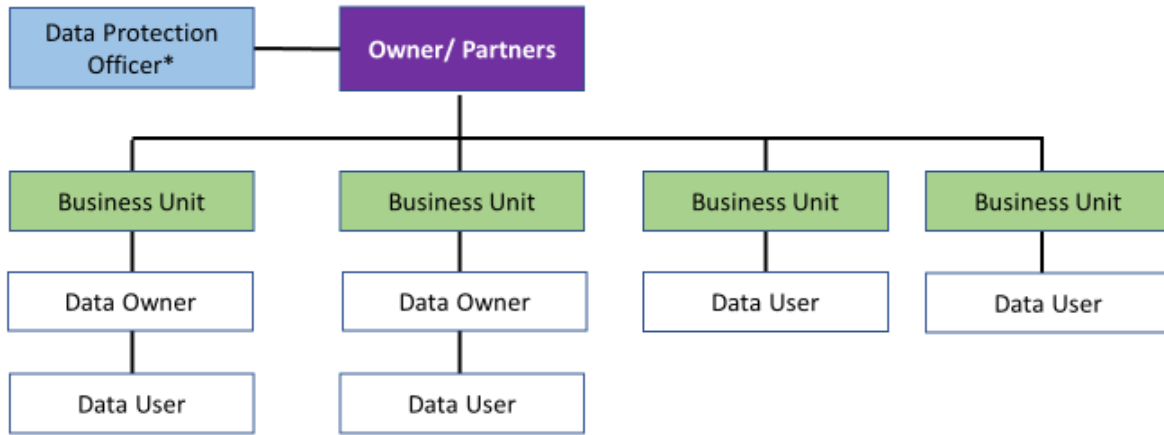 Data Protection
Officer*
Owner/ Partners
Business Unit
Business Unit
Business Unit
Business Unit
Data Owner
Data Owner
Data User
Data User
Data User
Data User